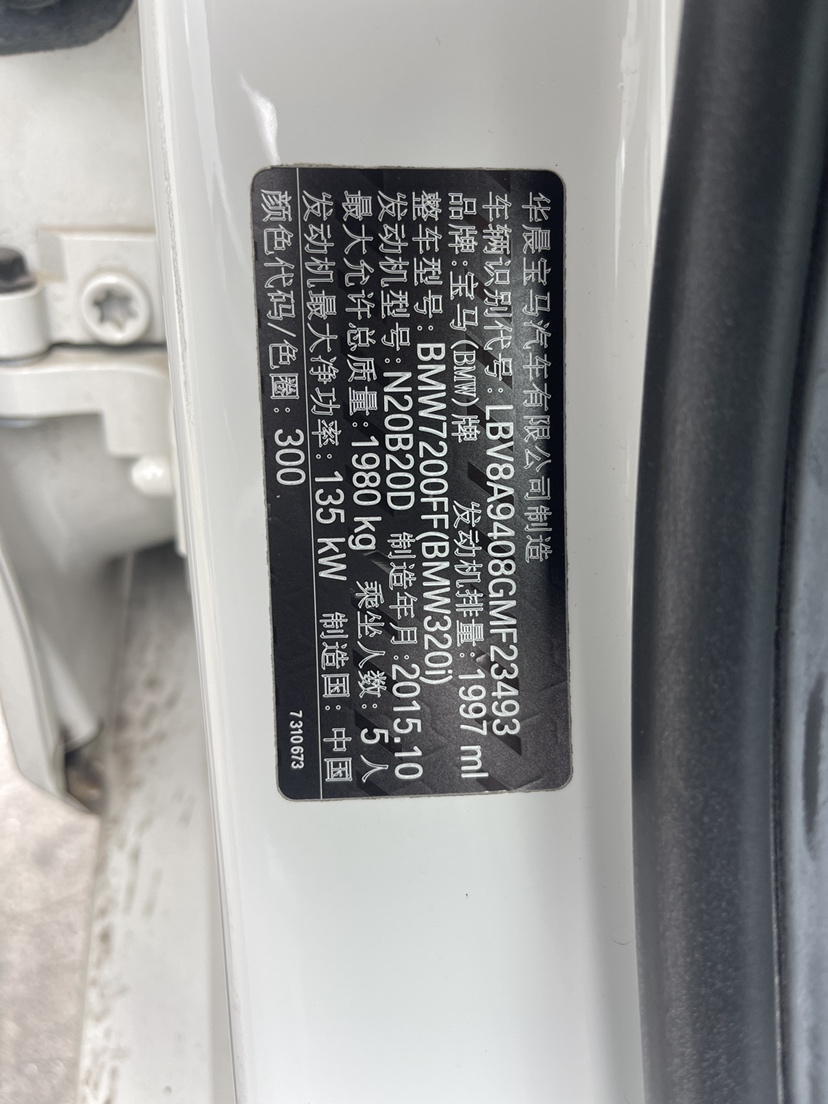 华晨宝马汽车有限公司制造
车辆识别代号: LBV8A9408GMF23493
品牌:宝马(BMW)牌 发动机排量:1997 ml
整车型号: BMW7200FF(BMW320i)
发动机型号: N20B20D 制造年月:2015.10
最大允许总质量:1980 kg 乘坐人数: 5 人
发动机最大净功率: 135 kW 制造国: 中国
颜色代码/色圈: 300 7310673